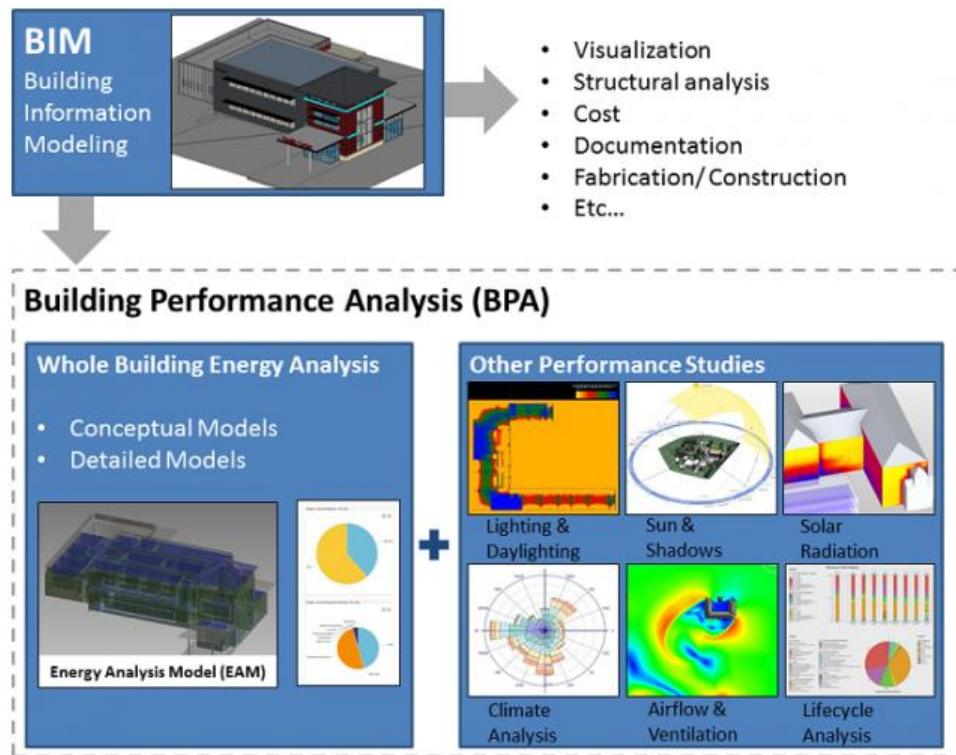 BIM
Building
Information
Modeling
• Visualization
• Structural analysis
• Cost
• Documentation
• Fabrication/ Construction
• Etc...
Building Performance Analysis (BPA)
Whole Building Energy Analysis
• Conceptual Models
• Detailed Models
Energy Analysis Model (EAM)
Other Performance Studies
Lighting &
Daylighting
Sun &
Shadows
Solar
Radiation
Climate
Analysis
Airflow &
Ventilation
Lifecycle
Analysis